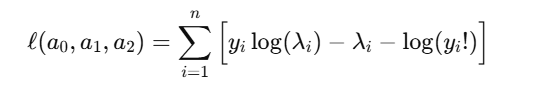 ℓ(a₀, a₁, a₂) = ∑ᵢ₌₁ⁿ [yᵢ log(λᵢ) − λᵢ − log(yᵢ!)]